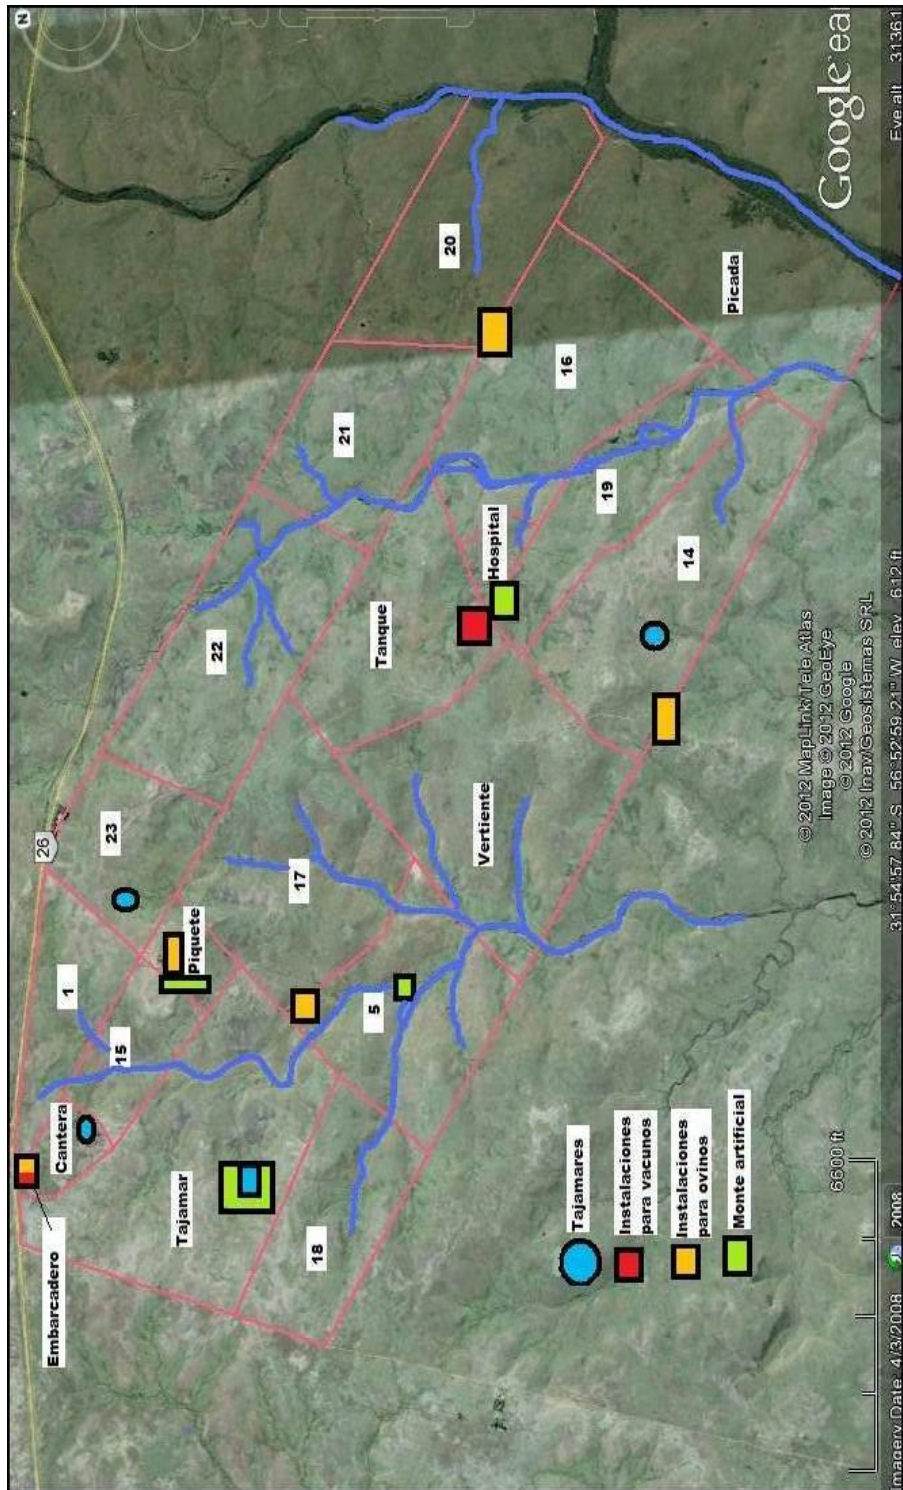 N
26
Embarcadero
Cantera
1
23
15
Piquete
Tajamar
22
17
18
21
5
Tanque
20
Vertiente
Hospital
16
19
14
Picada
Tajamares
Instalaciones
para vacunos
Instalaciones
para ovinos
Monte artificial
© 2012 MapLink/Tele Atlas
Image © 2012 GeoEye
© 2012 Google
© 2012 Inav/Geosistemas SRL
Google ear
6600 ft
Imagery Date: 4/3/2008 2008 31°54'57.84" S 56°52'59.21" W elev 612 ft Eye alt 31361